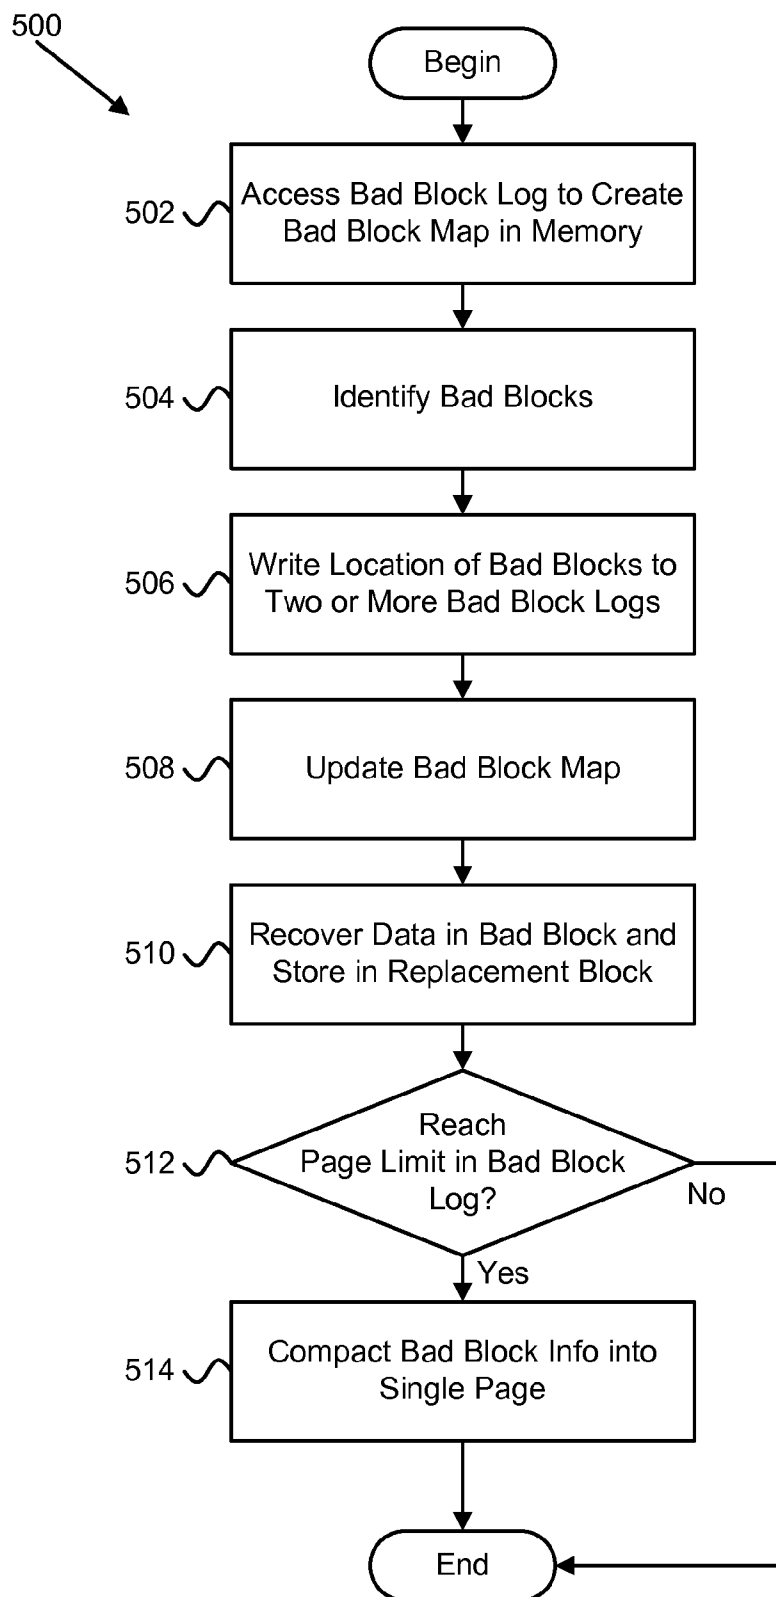 500
Begin
502
Access Bad Block Log to Create
Bad Block Map in Memory
504
Identify Bad Blocks
506
Write Location of Bad Blocks to
Two or More Bad Block Logs
508
Update Bad Block Map
510
Recover Data in Bad Block and
Store in Replacement Block
512
Reach
Page Limit in Bad Block
Log?
No
Yes
514
Compact Bad Block Info into
Single Page
End